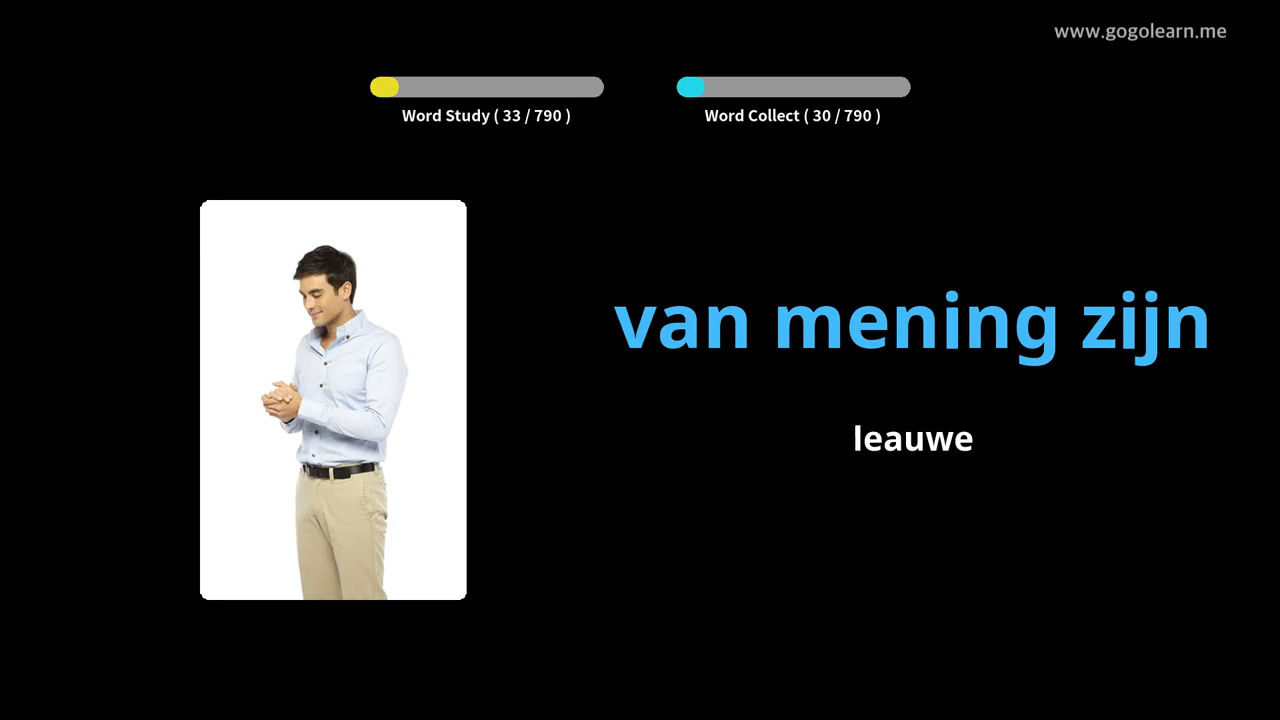 www.gogolearn.me
Word Study ( 33 / 790 )
Word Collect ( 30 / 790 )
van mening zijn
leauwe